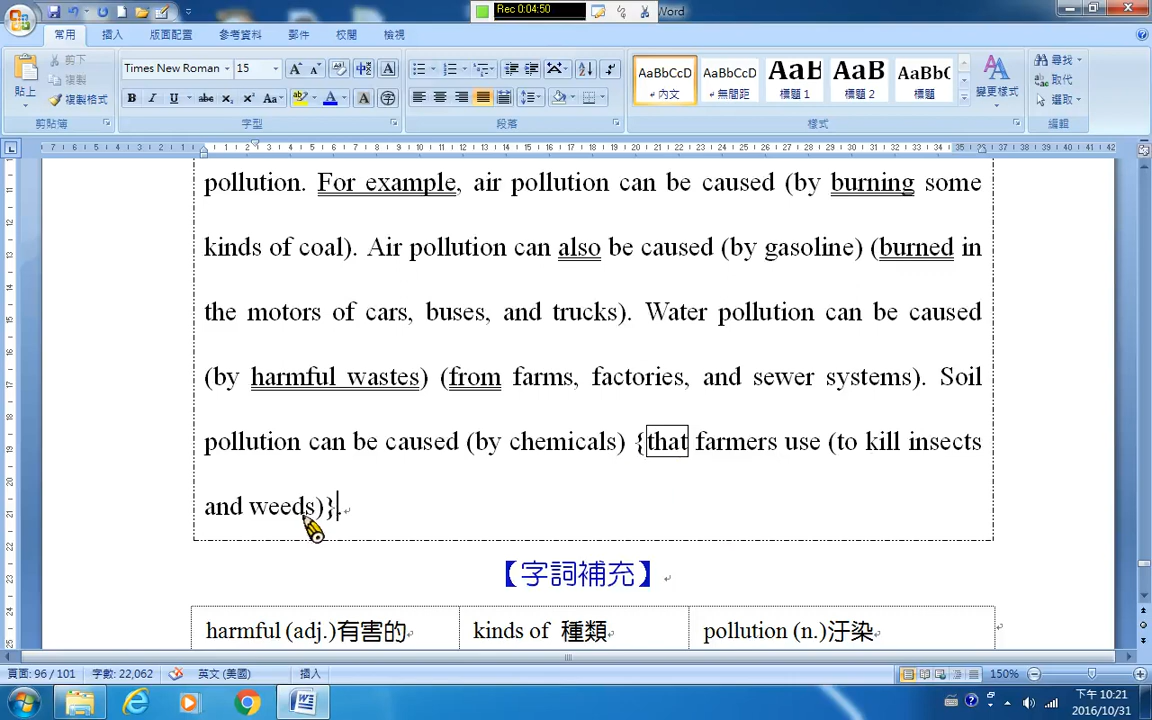 Rec 0:04:50
Word
常用 插入 版面配置 參考資料 郵件 校閱 檢視
貼上
剪下
複製
複製格式
剪貼簿
Times New Roman 15
B I U abc x₂ x² Aa
字型
段落
AaBbCcD AaBbCcD AaB AaB AaBb
內文 無間距 標題 1 標題 2 標題
變更樣式
樣式
尋找
取代
選取
編輯
pollution. For example, air pollution can be caused (by burning some
kinds of coal). Air pollution can also be caused (by gasoline) (burned in
the motors of cars, buses, and trucks). Water pollution can be caused
(by harmful wastes) (from farms, factories, and sewer systems). Soil
pollution can be caused (by chemicals) {that farmers use (to kill insects
and weeds)}.
【字詞補充】
harmful (adj.)有害的 kinds of 種類 pollution (n.)汙染
頁面: 96 / 101 字數: 22,062 英文 (美國) 插入 150%
下午 10:21
2016/10/31